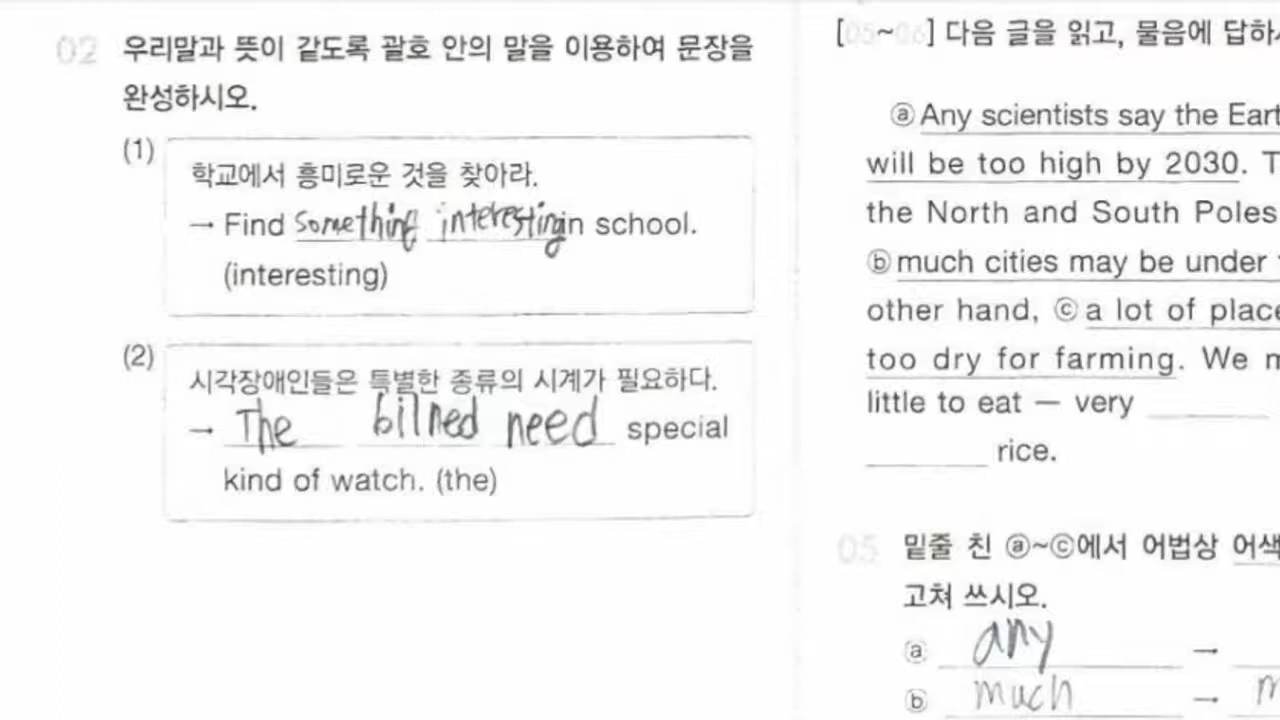 02 우리말과 뜻이 같도록 괄호 안의 말을 이용하여 문장을
완성하시오.
(1)
학교에서 흥미로운 것을 찾아라.
→ Find something interesting in school.
(interesting)
(2)
시각장애인들은 특별한 종류의 시계가 필요하다.
→ The bilned need special
kind of watch. (the)
[05~06] 다음 글을 읽고, 물음에 답하
ⓐ Any scientists say the Eart
will be too high by 2030. T
the North and South Poles
ⓑ much cities may be under
other hand, ⓒ a lot of place
too dry for farming. We m
little to eat — very
rice.
05 밑줄 친 ⓐ~ⓒ에서 어법상 어색
고쳐 쓰시오.
ⓐ any →
ⓑ much → m